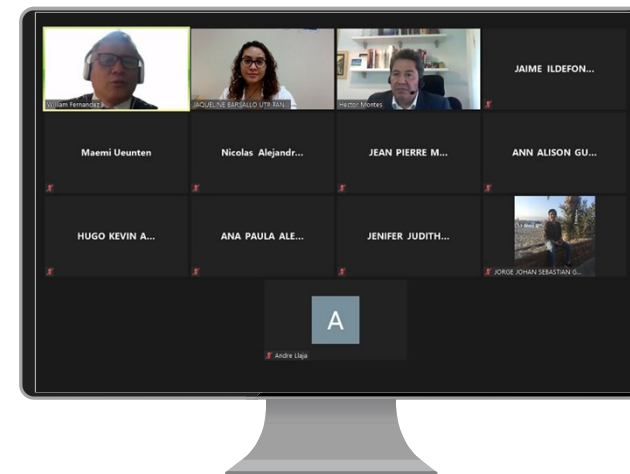 William Fernandez
JAQUELINE BARSALLO UTP PAN
Hector Montes
JAIME ILDEFON...
Maemi Ueunten
Nicolas Alejandr...
JEAN PIERRE M...
ANN ALISON GU...
HUGO KEVIN A...
ANA PAULA ALE...
JENIFER JUDITH...
JORGE JOHAN SEBASTIAN G...
A
Andre Llaja